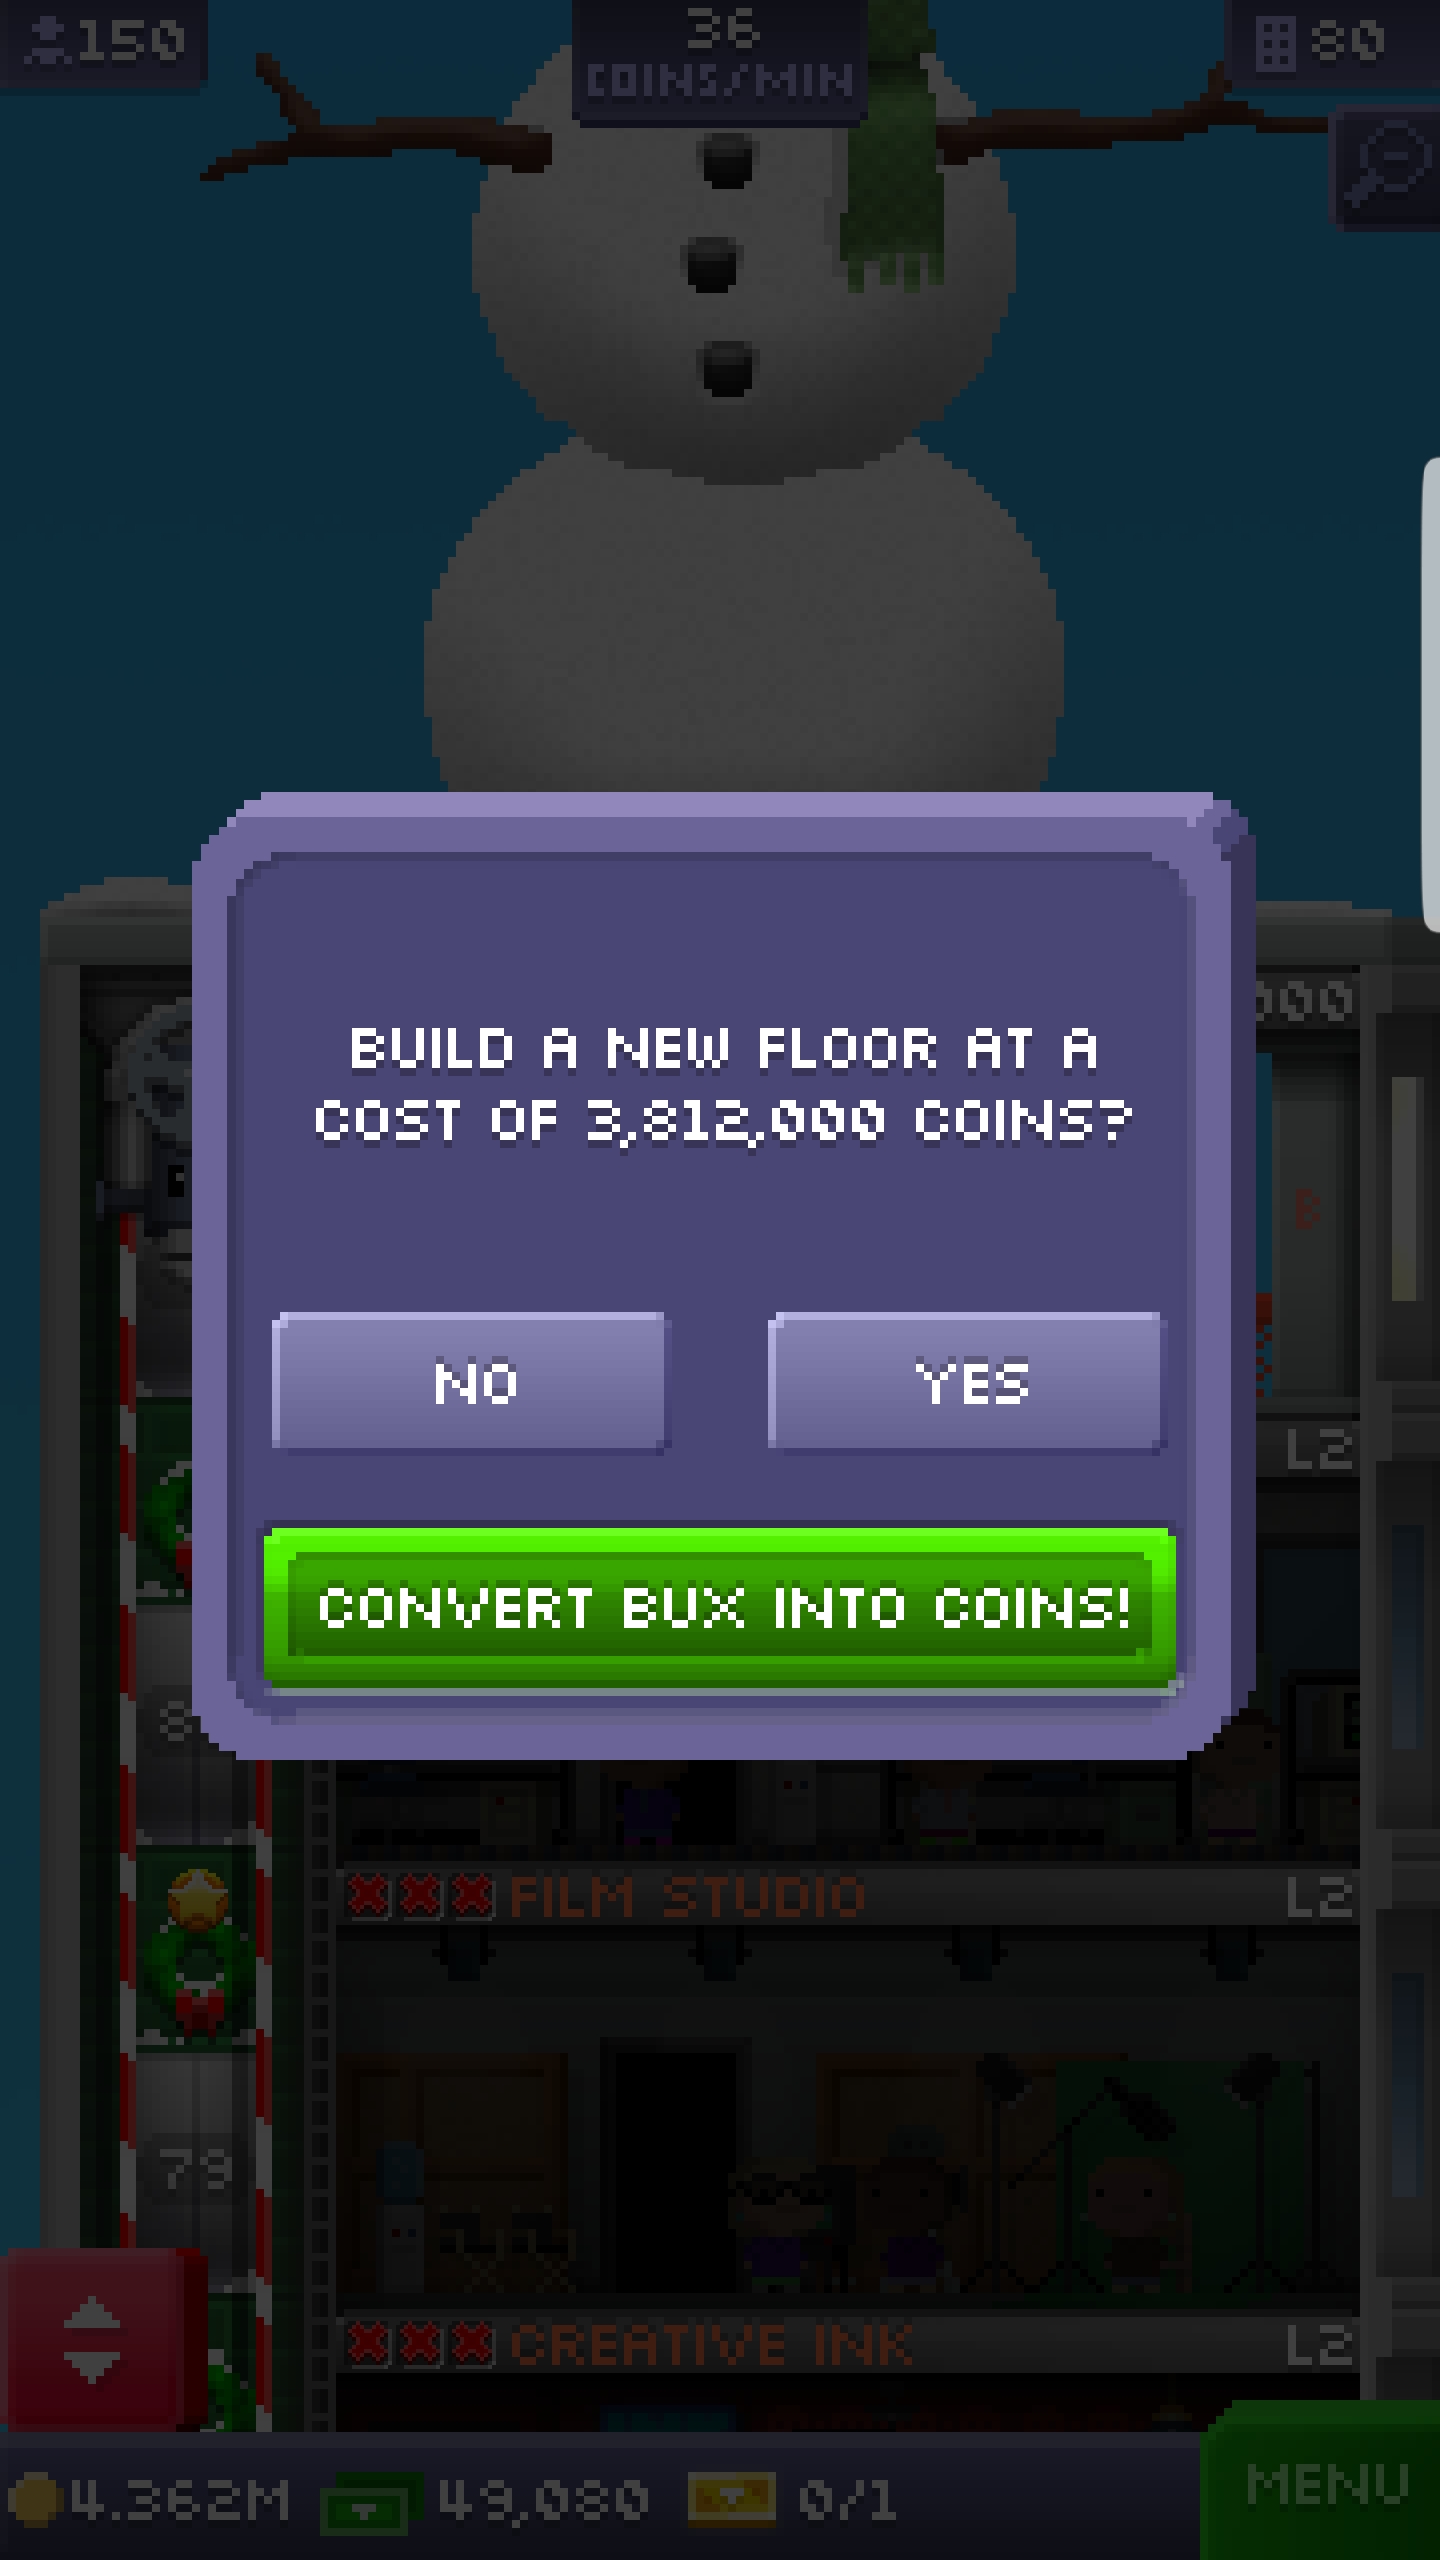 150
36
COINS/MIN
80
000
BUILD A NEW FLOOR AT A
COST OF 3,812,000 COINS?
B
NO
YES
L2
CONVERT BUX INTO COINS!
8
FILM STUDIO
L2
79
CREATIVE INK
L2
4.362M
49,080
0/1
MENU